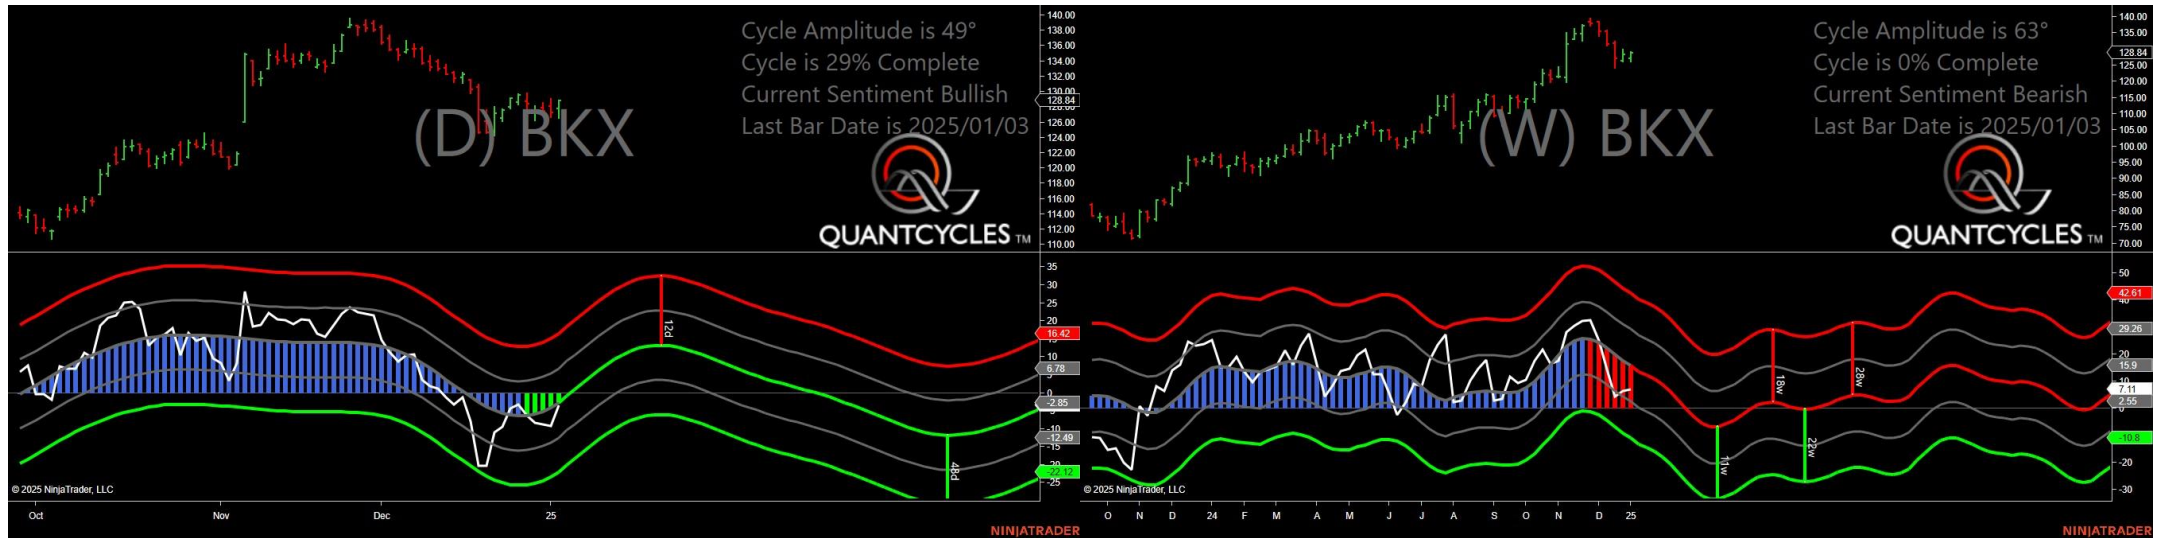 Cycle Amplitude is 49°
Cycle is 29% Complete
Current Sentiment Bullish
Last Bar Date is 2025/01/03
(D) BKX
QUANTCYCLES TM
140.00
138.00
136.00
134.00
132.00
130.00
128.84
126.00
124.00
122.00
120.00
118.00
116.00
114.00
112.00
110.00
35
30
25
20
16.42
10
6.78
0
-2.85
-10
-12.49
-15
-22.12
-25
12d
48d
© 2025 NinjaTrader, LLC
Oct
Nov
Dec
25
NINJATRADER
Cycle Amplitude is 63°
Cycle is 0% Complete
Current Sentiment Bearish
Last Bar Date is 2025/01/03
(W) BKX
QUANTCYCLES TM
140.00
135.00
128.84
125.00
120.00
115.00
110.00
105.00
100.00
95.00
90.00
85.00
80.00
75.00
70.00
50
42.61
29.26
20
15.9
10
7.11
2.55
0
-10.8
-20
-30
11w
18w
22w
28w
© 2025 NinjaTrader, LLC
O
N
D
24
F
M
A
M
J
J
A
S
O
N
D
25
NINJATRADER